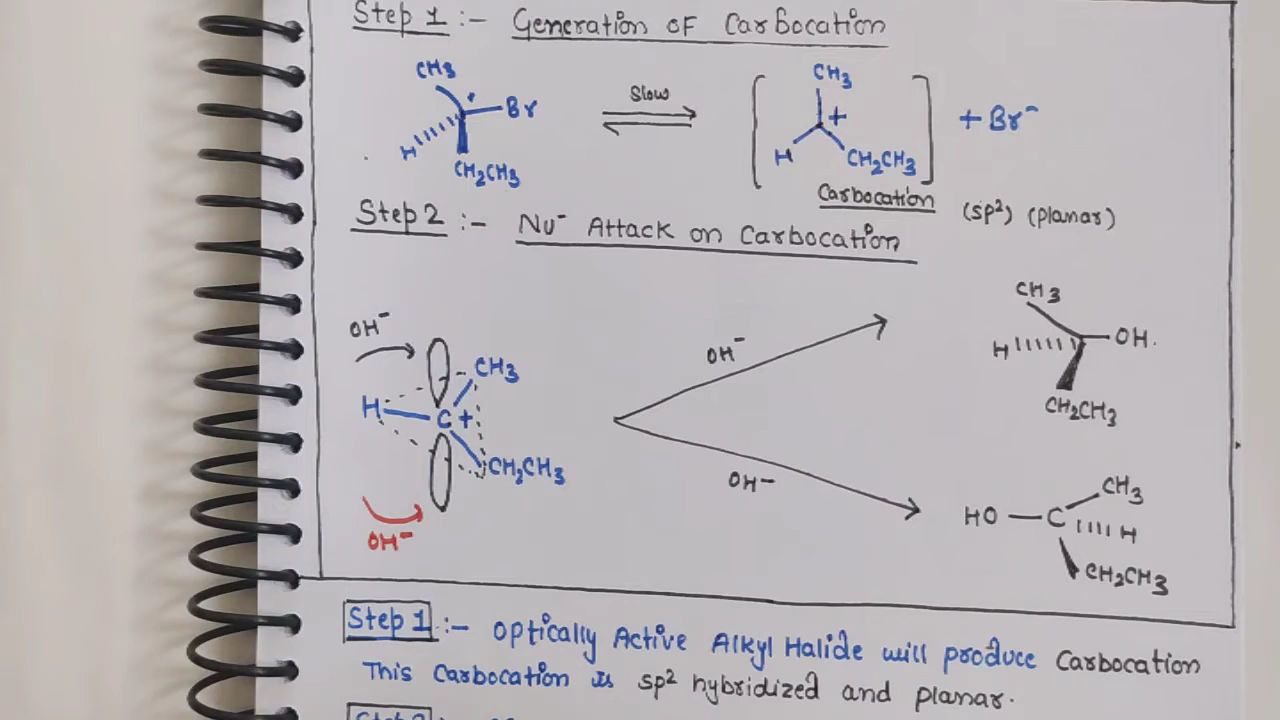 Step 1 :- Generation of Carbocation
CH3
Br
H
CH2CH3
Slow
CH3
+
H
CH2CH3
+ Br-
Carbocation (sp2) (planar)
Step 2 :- Nu- Attack on Carbocation
OH-
CH3
H
C+
CH2CH3
OH-
OH-
CH3
H
OH.
CH2CH3
OH-
HO
C
CH3
H
CH2CH3
Step 1 :- Optically Active Alkyl Halide will produce Carbocation
This Carbocation is sp2 hybridized and planar.